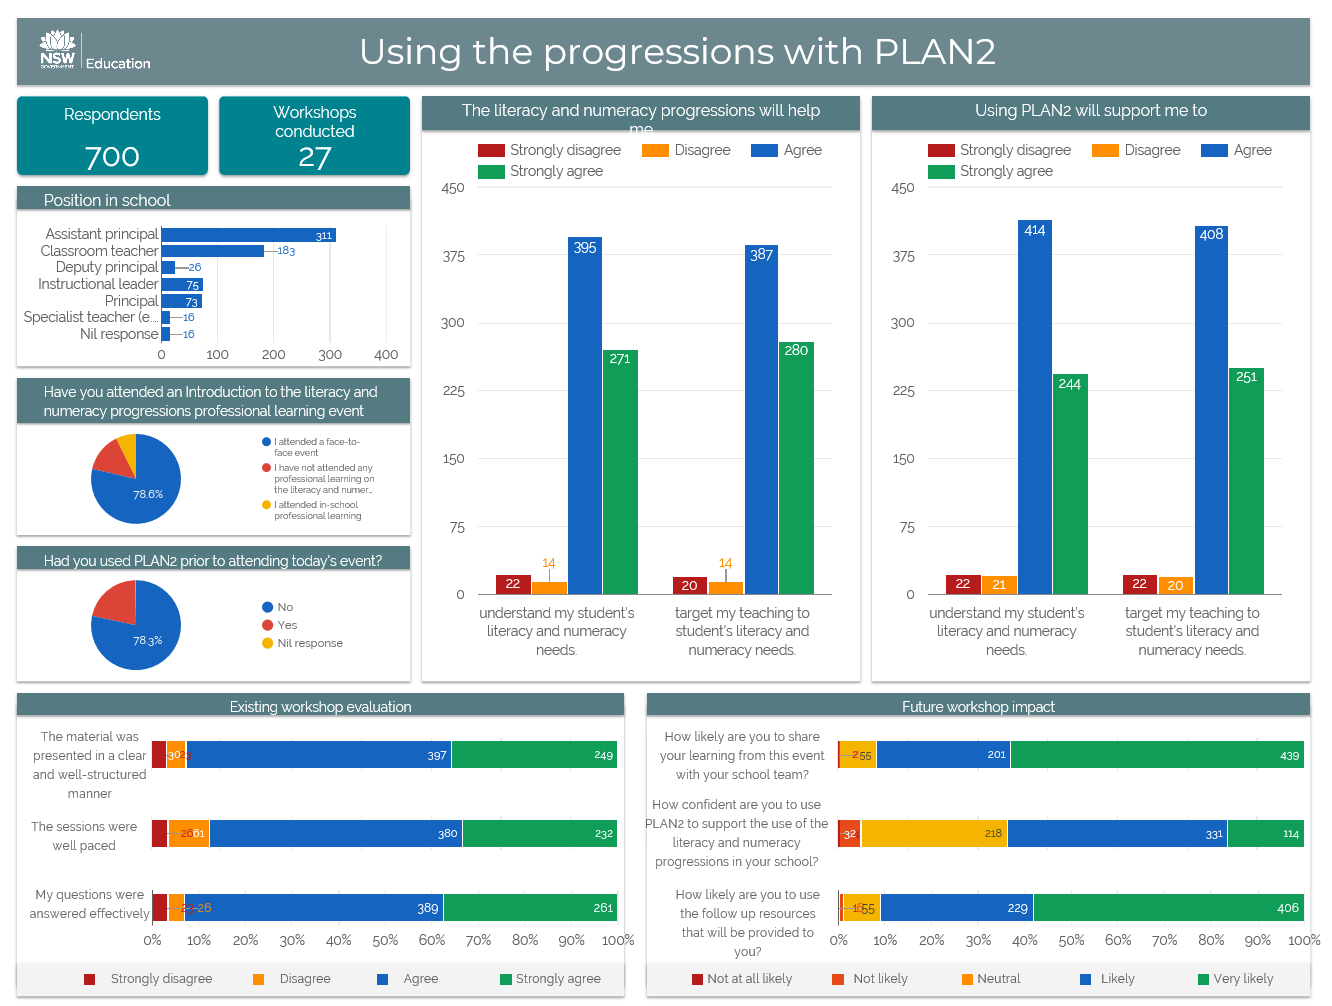 NSW
GOVERNMENT
Education
Using the progressions with PLAN2
Respondents
700
Workshops
conducted
27
Position in school
Assistant principal
311
Classroom teacher
183
Deputy principal
26
Instructional leader
75
Principal
73
Specialist teacher (e....
16
Nil response
16
0 100 200 300 400
Have you attended an Introduction to the literacy and
numeracy progressions professional learning event
78.6%
I attended a face-to-
face event
I have not attended any
professional learning on
the literacy and numer…
I attended in-school
professional learning
Had you used PLAN2 prior to attending today's event?
78.3%
No
Yes
Nil response
The literacy and numeracy progressions will help
me
Strongly disagree Disagree Agree
Strongly agree
450
375
300
225
150
75
0
22 14 395 271
20 14 387 280
understand my student's
literacy and numeracy
needs.
target my teaching to
student's literacy and
numeracy needs.
Using PLAN2 will support me to
Strongly disagree Disagree Agree
Strongly agree
450
375
300
225
150
75
0
22 21 414 244
22 20 408 251
understand my student's
literacy and numeracy
needs.
target my teaching to
student's literacy and
numeracy needs.
Existing workshop evaluation
The material was
presented in a clear
and well-structured
manner
30 397 249
The sessions were
well paced
26 61 380 232
My questions were
answered effectively
26 389 261
0% 10% 20% 30% 40% 50% 60% 70% 80% 90% 100%
Strongly disagree Disagree Agree Strongly agree
Future workshop impact
How likely are you to share
your learning from this event
with your school team?
55 201 439
How confident are you to use
PLAN2 to support the use of the
literacy and numeracy
progressions in your school?
32 218 331 114
How likely are you to use
the follow up resources
that will be provided to
you?
55 229 406
0% 10% 20% 30% 40% 50% 60% 70% 80% 90% 100%
Not at all likely Not likely Neutral Likely Very likely